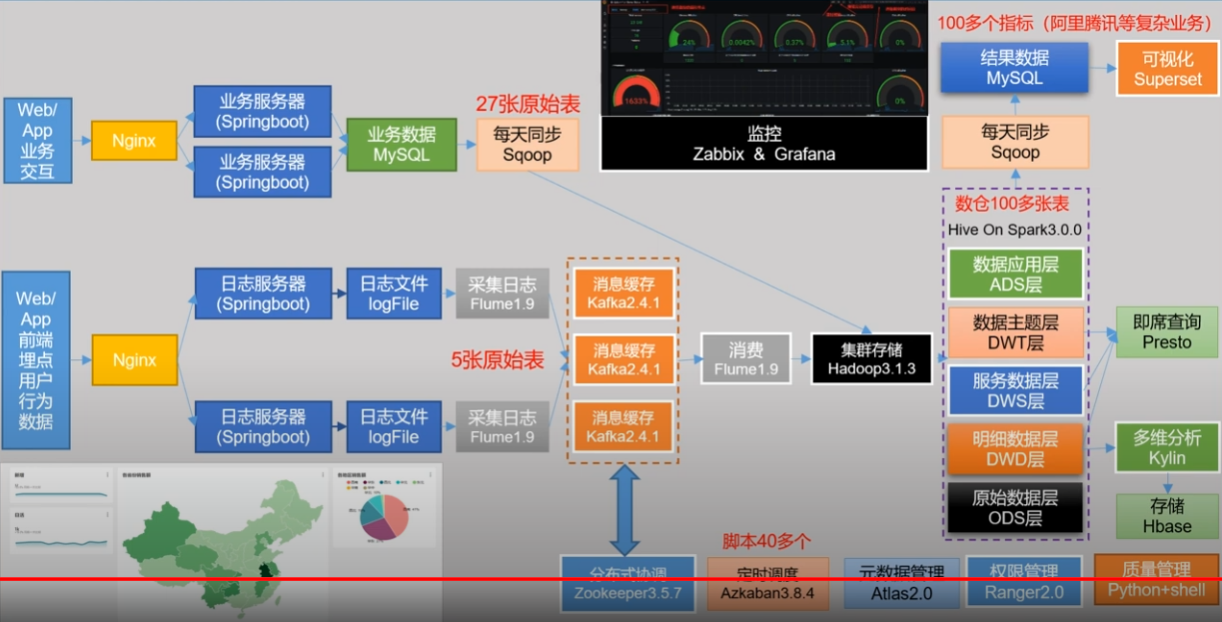 100多个指标（阿里腾讯等复杂业务）
结果数据
MySQL
可视化
Superset
Web/
App
业务
交互
Nginx
业务服务器
(Springboot)
业务服务器
(Springboot)
业务数据
MySQL
27张原始表
每天同步
Sqoop
24%
0.0042%
0.37%
5.1%
0%
1633%
0%
监控
Zabbix & Grafana
每天同步
Sqoop
数仓100多张表
Hive On Spark3.0.0
数据应用层
ADS层
数据主题层
DWT层
服务数据层
DWS层
明细数据层
DWD层
原始数据层
ODS层
Web/
App
前端
埋点
用户
行为
数据
Nginx
日志服务器
(Springboot)
日志文件
logFile
采集日志
Flume1.9
日志服务器
(Springboot)
日志文件
logFile
采集日志
Flume1.9
5张原始表
消息缓存
Kafka2.4.1
消息缓存
Kafka2.4.1
消息缓存
Kafka2.4.1
消费
Flume1.9
集群存储
Hadoop3.1.3
即席查询
Presto
多维分析
Kylin
存储
Hbase
脚本40多个
分布式协调
Zookeeper3.5.7
定时调度
Azkaban3.8.4
元数据管理
Atlas2.0
权限管理
Ranger2.0
质量管理
Python+shell